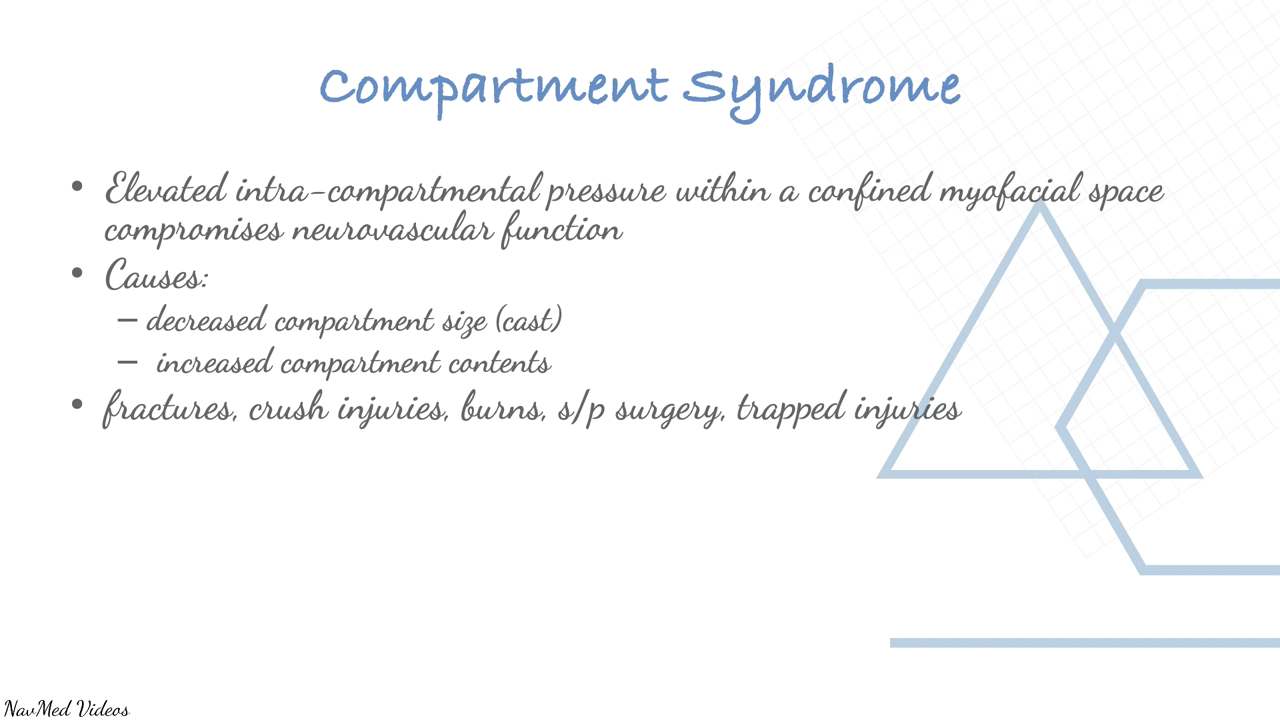 Compartment Syndrome
• Elevated intra-compartmental pressure within a confined myofacial space
compromises neurovascular function
• Causes:
– decreased compartment size (cast)
– increased compartment contents
• fractures, crush injuries, burns, s/p surgery, trapped injuries
NavMed Videos